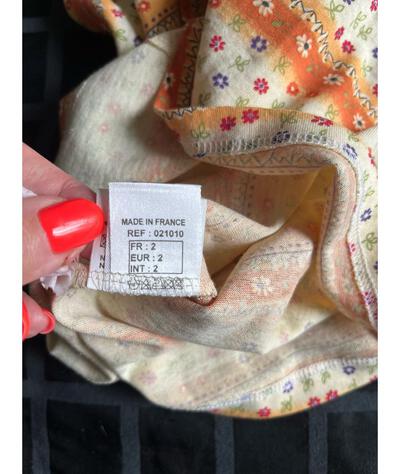 MADE IN FRANCE
REF : 021010
FR : 2
EUR : 2
INT : 2